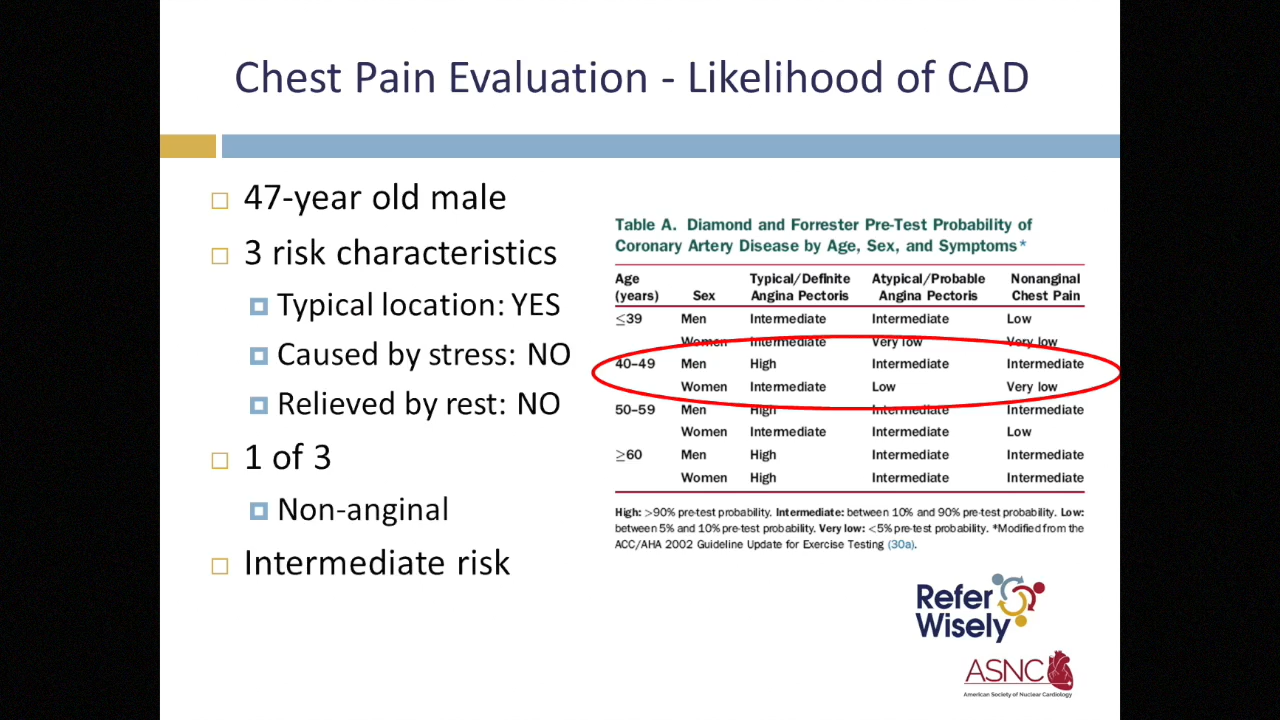 Chest Pain Evaluation - Likelihood of CAD
47-year old male
3 risk characteristics
Typical location: YES
Caused by stress: NO
Relieved by rest: NO
1 of 3
Non-anginal
Intermediate risk
Table A. Diamond and Forrester Pre-Test Probability of
Coronary Artery Disease by Age, Sex, and Symptoms*
Age (years) Sex Typical/Definite Angina Pectoris Atypical/Probable Angina Pectoris Nonanginal Chest Pain
≤39 Men Intermediate Intermediate Low
Women Intermediate Very low Very low
40–49 Men High Intermediate Intermediate
Women Intermediate Low Very low
50–59 Men High Intermediate Intermediate
Women Intermediate Intermediate Low
≥60 Men High Intermediate Intermediate
Women High Intermediate Intermediate
High: >90% pre-test probability. Intermediate: between 10% and 90% pre-test probability. Low:
between 5% and 10% pre-test probability. Very low: <5% pre-test probability. *Modified from the
ACC/AHA 2002 Guideline Update for Exercise Testing (30a).
Refer
Wisely
ASNC
American Society of Nuclear Cardiology